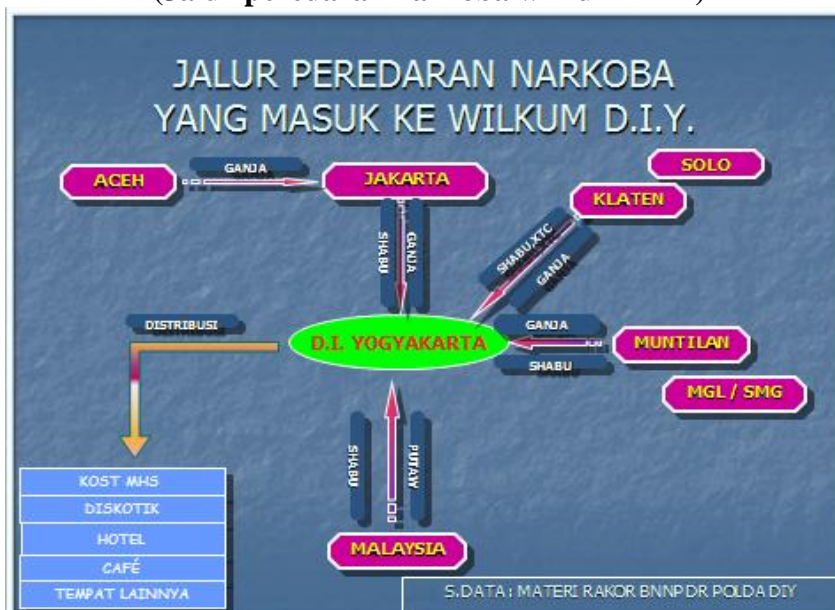 JALUR PEREDARAN NARKOBA
YANG MASUK KE WILKUM D.I.Y.
SOLO
ACEH
GANJA
JAKARTA
KLATEN
SHABU
GANJA
SHABU,XTC
GANJA
DISTRIBUSI
D.I. YOGYAKARTA
GANJA
SHABU
MUNTILAN
MGL / SMG
SHABU
PUTAW
MALAYSIA
KOST MHS
DISKOTIK
HOTEL
CAFÉ
TEMPAT LAINNYA
S.DATA : MATERI RAKOR BNNPDR POLDA DIY